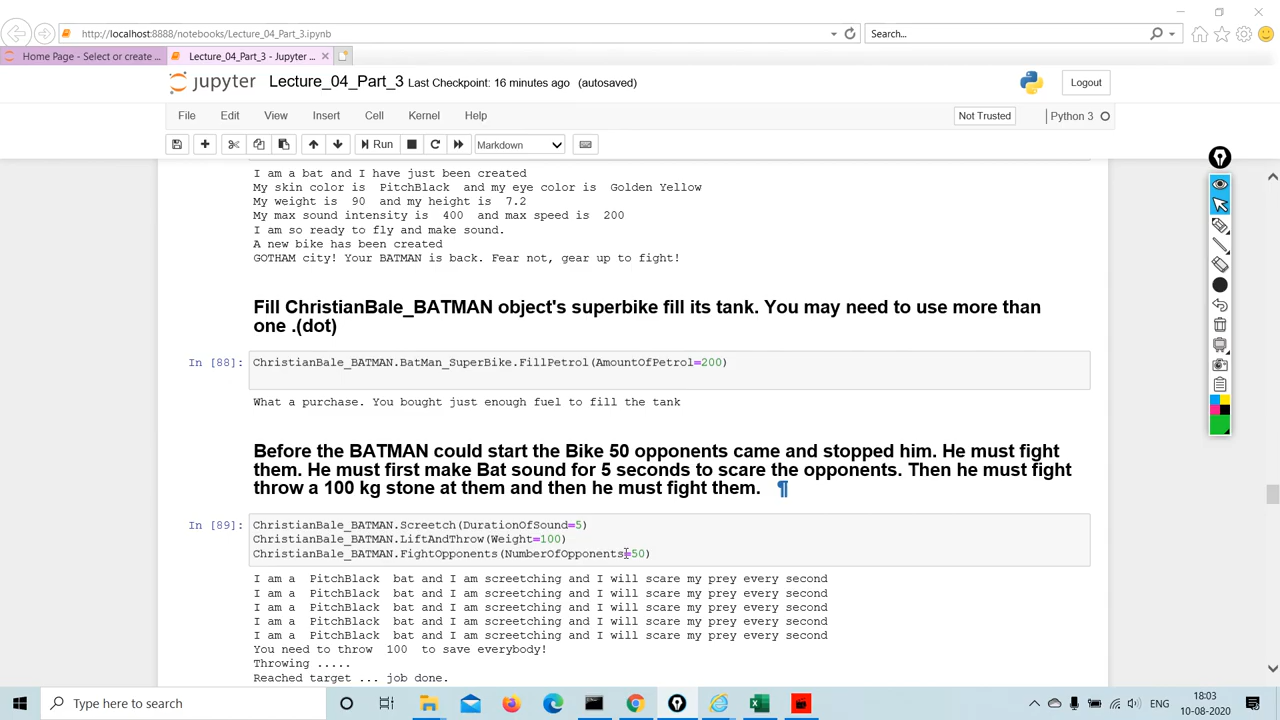 http://localhost:8888/notebooks/Lecture_04_Part_3.ipynb
Search...
Home Page - Select or create ...
Lecture_04_Part_3 - Jupyter ...
jupyter Lecture_04_Part_3 Last Checkpoint: 16 minutes ago (autosaved)
Logout
File Edit View Insert Cell Kernel Help
Not Trusted
Python 3
Run
Markdown
I am a bat and I have just been created
My skin color is PitchBlack and my eye color is Golden Yellow
My weight is 90 and my height is 7.2
My max sound intensity is 400 and max speed is 200
I am so ready to fly and make sound.
A new bike has been created
GOTHAM city! Your BATMAN is back. Fear not, gear up to fight!
Fill ChristianBale_BATMAN object's superbike fill its tank. You may need to use more than
one .(dot)
In [88]: ChristianBale_BATMAN.BatMan_SuperBike.FillPetrol(AmountOfPetrol=200)
What a purchase. You bought just enough fuel to fill the tank
Before the BATMAN could start the Bike 50 opponents came and stopped him. He must fight
them. He must first make Bat sound for 5 seconds to scare the opponents. Then he must fight
throw a 100 kg stone at them and then he must fight them. ¶
In [89]: ChristianBale_BATMAN.Screetch(DurationOfSound=5)
ChristianBale_BATMAN.LiftAndThrow(Weight=100)
ChristianBale_BATMAN.FightOpponents(NumberOfOpponents=50)
I am a PitchBlack bat and I am screetching and I will scare my prey every second
I am a PitchBlack bat and I am screetching and I will scare my prey every second
I am a PitchBlack bat and I am screetching and I will scare my prey every second
I am a PitchBlack bat and I am screetching and I will scare my prey every second
I am a PitchBlack bat and I am screetching and I will scare my prey every second
You need to throw 100 to save everybody!
Throwing .....
Reached target ... job done.
Type here to search
ENG
18:03
10-08-2020